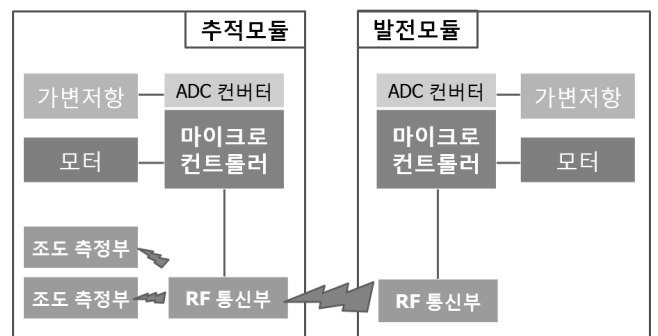 추적모듈
가변저항
ADC 컨버터
마이크로
컨트롤러
모터
조도 측정부
조도 측정부
RF 통신부
발전모듈
ADC 컨버터
가변저항
마이크로
컨트롤러
모터
RF 통신부